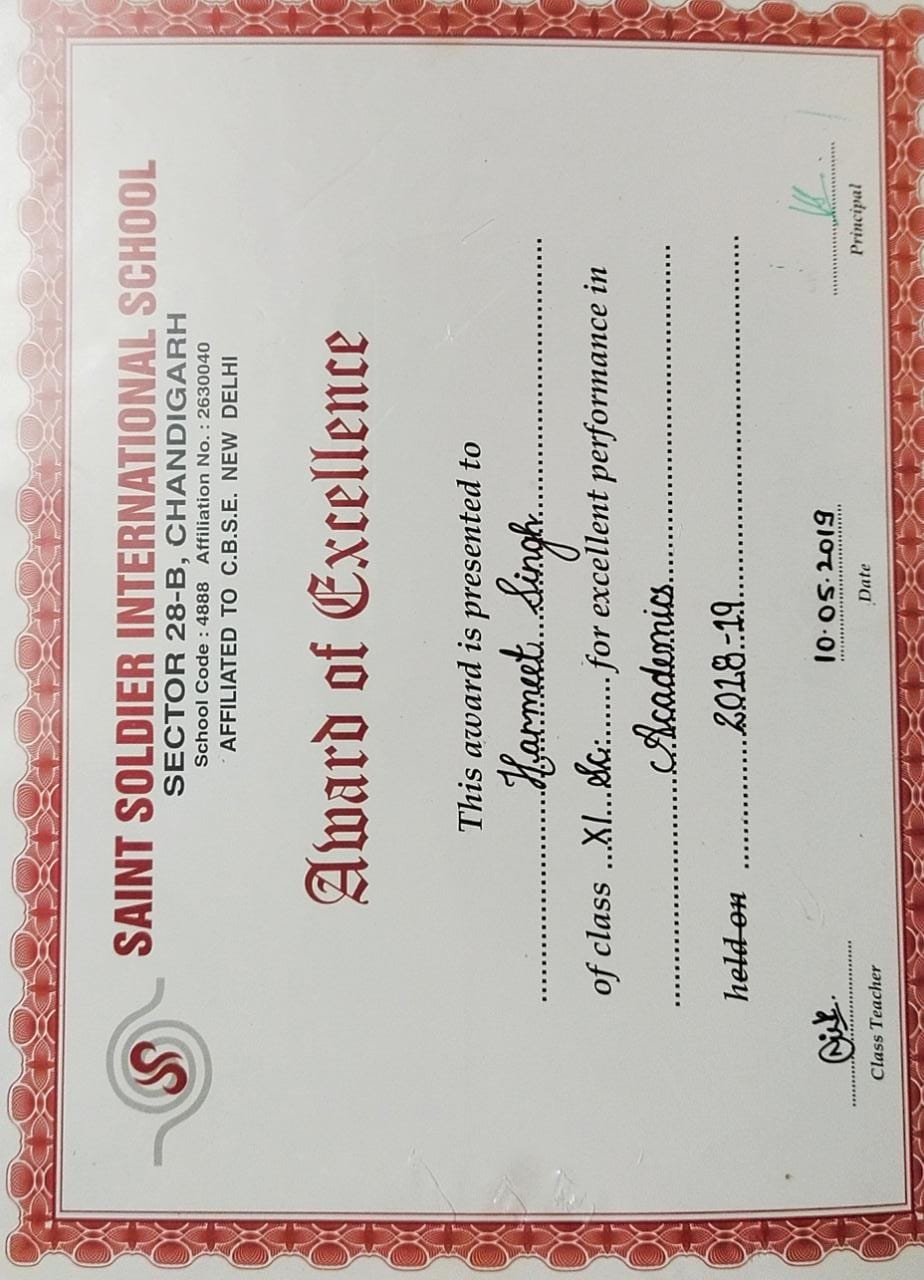 SAINT SOLDIER INTERNATIONAL SCHOOL
SECTOR 28-B, CHANDIGARH
School Code : 4888 Affiliation No. : 2630040
AFFILIATED TO C.B.S.E. NEW DELHI
Award of Excellence
This award is presented to
Harmeet Singh
of class XI Sc. for excellent performance in
Academics
held on 2018-19
10.05.2019
Class Teacher Date Principal